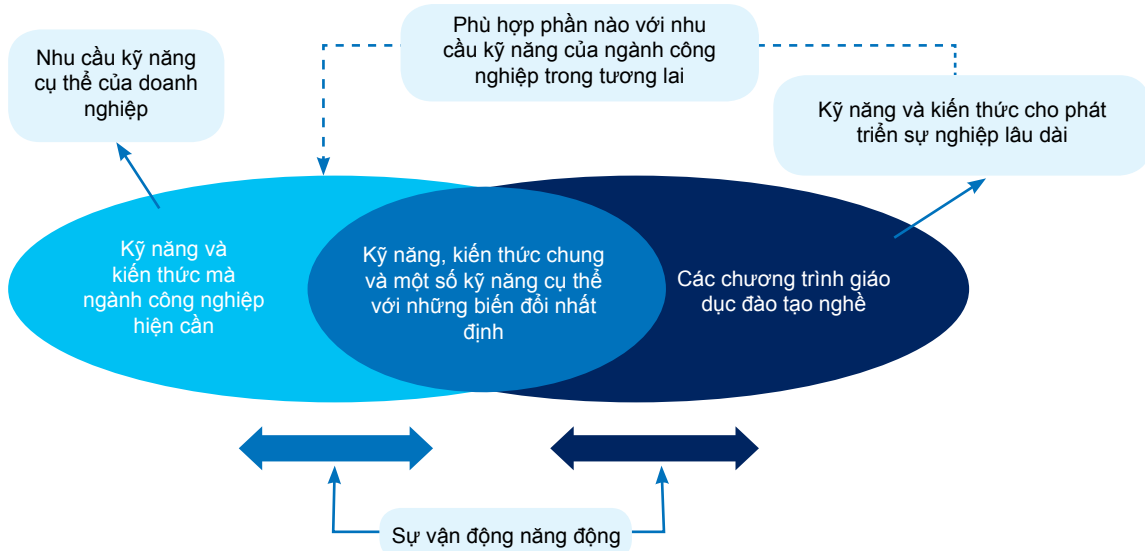 Phù hợp phần nào với nhu
cầu kỹ năng của ngành công
nghiệp trong tương lai
Nhu cầu kỹ năng
cụ thể của doanh
nghiệp
Kỹ năng và kiến thức cho phát
triển sự nghiệp lâu dài
Kỹ năng và
kiến thức mà
ngành công nghiệp
hiện cần
Kỹ năng, kiến thức chung
và một số kỹ năng cụ thể
với những biến đổi nhất
định
Các chương trình giáo
dục đào tạo nghề
Sự vận động năng động